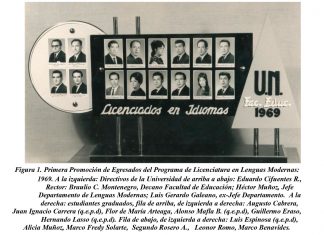 Licenciados en Idiomas
U.N.
Fac. Educ.
1969
Figura 1. Primera Promoción de Egresados del Programa de Licenciatura en Lenguas Modernas:
1969. A la izquierda: Directivos de la Universidad de arriba a abajo: Eduardo Cifuentes R.,
Rector: Braulio C. Montenegro, Decano Facultad de Educación; Héctor Muñoz, Jefe
Departamento de Lenguas Modernas; Luis Gerardo Galeano, ex-Jefe Departamento. A la
derecha: estudiantes graduados, fila de arriba, de izquierda a derecha: Augusto Cabrera,
Juan Ignacio Carrera (q.e.p.d), Flor de María Arteaga, Alonso Mafla B. (q.e.p.d), Guillermo Eraso,
Hernando Lasso (q.e.p.d). Fila de abajo, de izquierda a derecha: Luis Espinosa (q.e.p.d),
Alicia Muñoz, Marco Fredy Solarte, Segundo Rosero A., Leonor Romo, Marco Benavides.